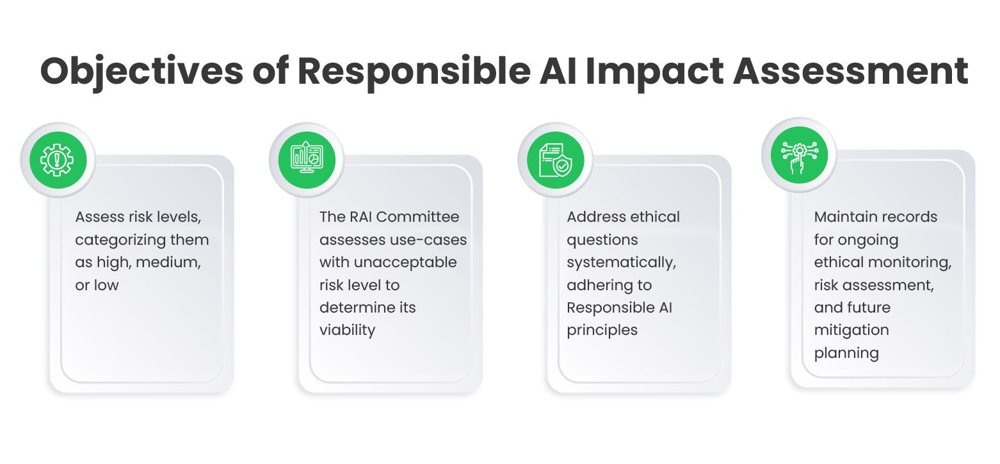 Objectives of Responsible AI Impact Assessment
Assess risk levels,
categorizing them
as high, medium,
or low
The RAI Committee
assesses use-cases
with unacceptable
risk level to
determine its
viability
Address ethical
questions
systematically,
adhering to
Responsible AI
principles
Maintain records
for ongoing
ethical monitoring,
risk assessment,
and future
mitigation
planning